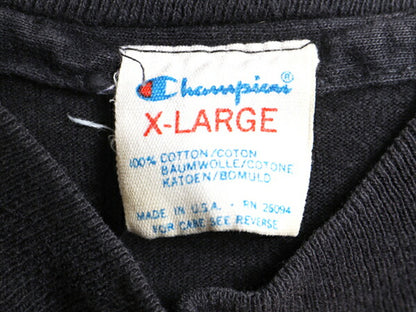 Champion®
X-LARGE
100% COTTON/COTON
BAUMWOLLE/COTONE
KATOEN/BOMULD
MADE IN U.S.A. · RN 26094
FOR CARE SEE REVERSE